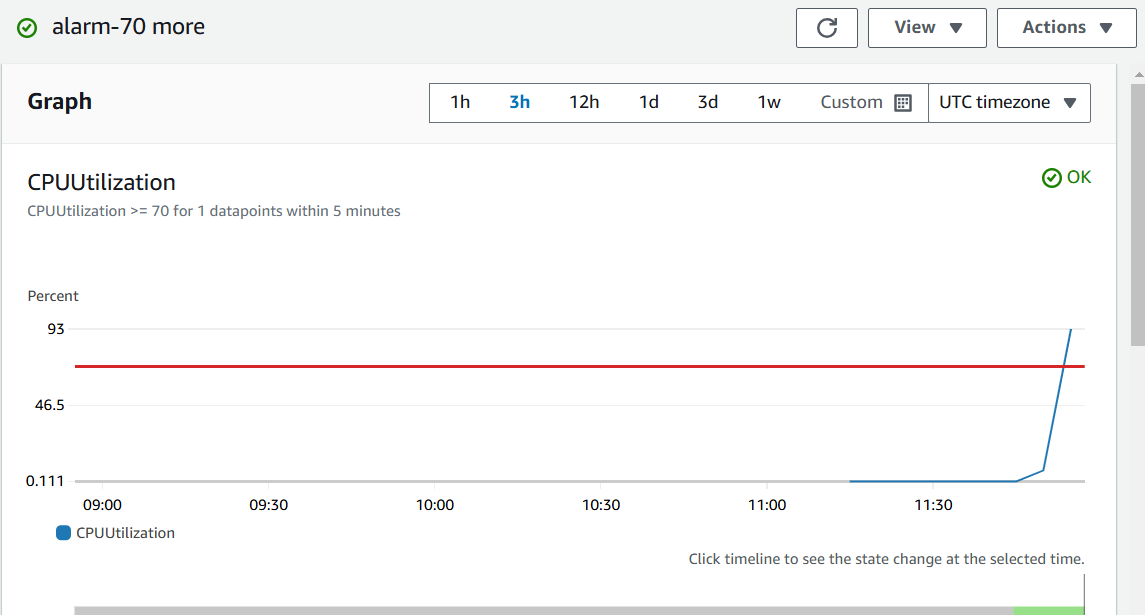 alarm-70 more
View
Actions
Graph
1h 3h 12h 1d 3d 1w Custom UTC timezone
CPUUtilization
OK
CPUUtilization >= 70 for 1 datapoints within 5 minutes
Percent
93
46.5
0.111
09:00 09:30 10:00 10:30 11:00 11:30
CPUUtilization
Click timeline to see the state change at the selected time.